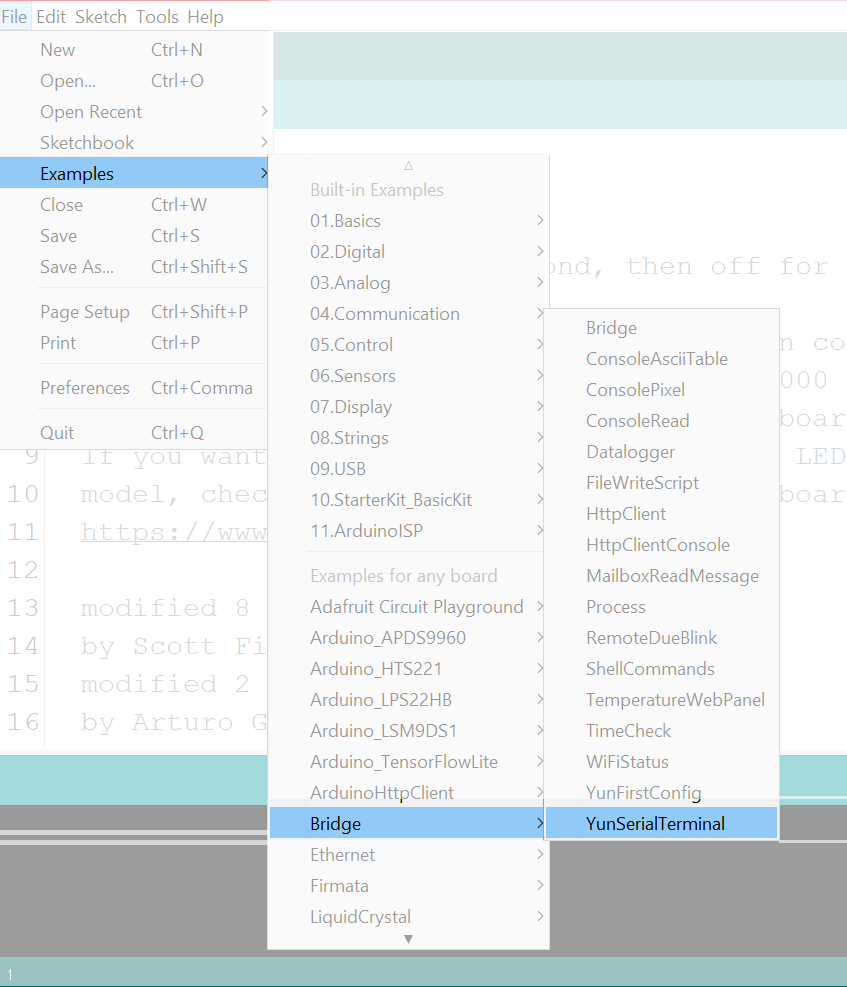 File Edit Sketch Tools Help
New Ctrl+N
Open... Ctrl+O
Open Recent
Sketchbook
Examples
Close Ctrl+W
Save Ctrl+S
Save As... Ctrl+Shift+S
Page Setup Ctrl+Shift+P
Print Ctrl+P
Preferences Ctrl+Comma
Quit Ctrl+Q
Built-in Examples
01.Basics
02.Digital
03.Analog
04.Communication
05.Control
06.Sensors
07.Display
08.Strings
09.USB
10.StarterKit_BasicKit
11.ArduinoISP
Examples for any board
Adafruit Circuit Playground
Arduino_APDS9960
Arduino_HTS221
Arduino_LPS22HB
Arduino_LSM9DS1
Arduino_TensorFlowLite
ArduinoHttpClient
Bridge
Ethernet
Firmata
LiquidCrystal
Bridge
ConsoleAsciiTable
ConsolePixel
ConsoleRead
Datalogger
FileWriteScript
HttpClient
HttpClientConsole
MailboxReadMessage
Process
RemoteDueBlink
ShellCommands
TemperatureWebPanel
TimeCheck
WiFiStatus
YunFirstConfig
YunSerialTerminal
ond, then off for
n co
000
boar
9 If you want LED
10 model, chec boar
11 https://www
12
13 modified 8
14 by Scott Fi
15 modified 2
16 by Arturo G
1